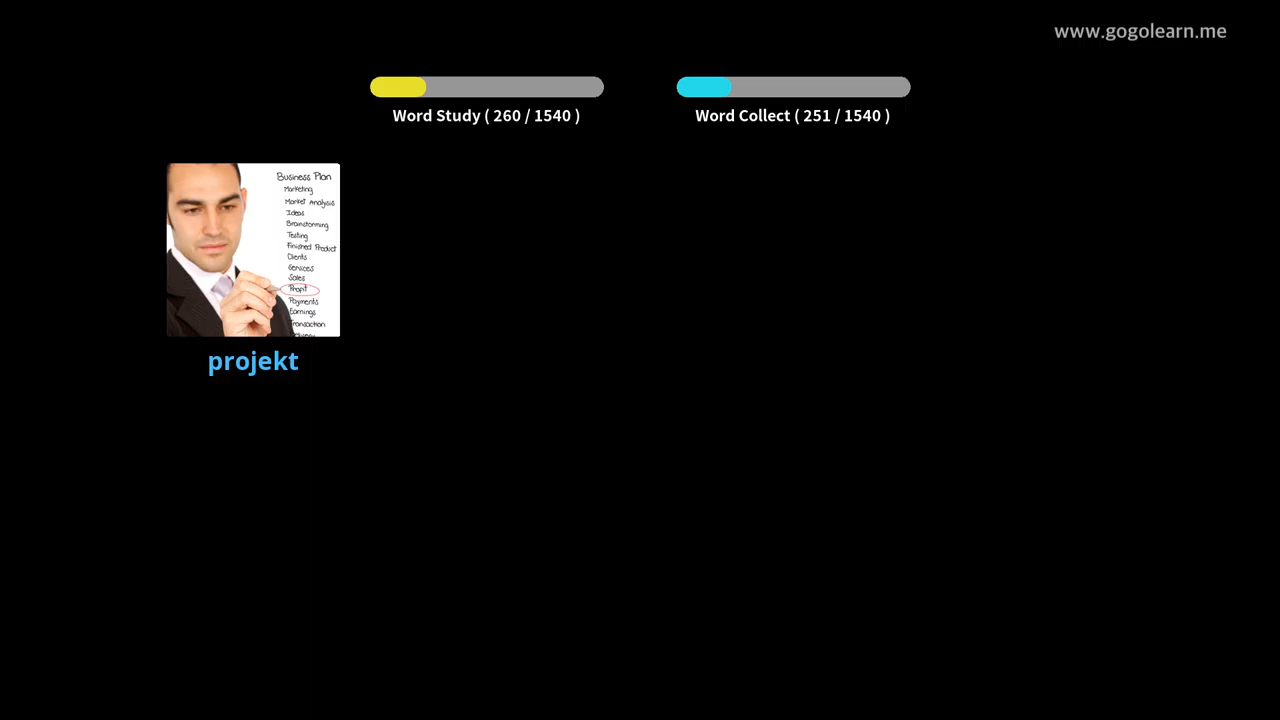 www.gogolearn.me
Word Study ( 260 / 1540 )
Word Collect ( 251 / 1540 )
Business Plan
Marketing
Market Analysis
Ideas
Brainstorming
Testing
Finished Product
Clients
Services
Sales
Profit
Payments
Earnings
Transaction
projekt